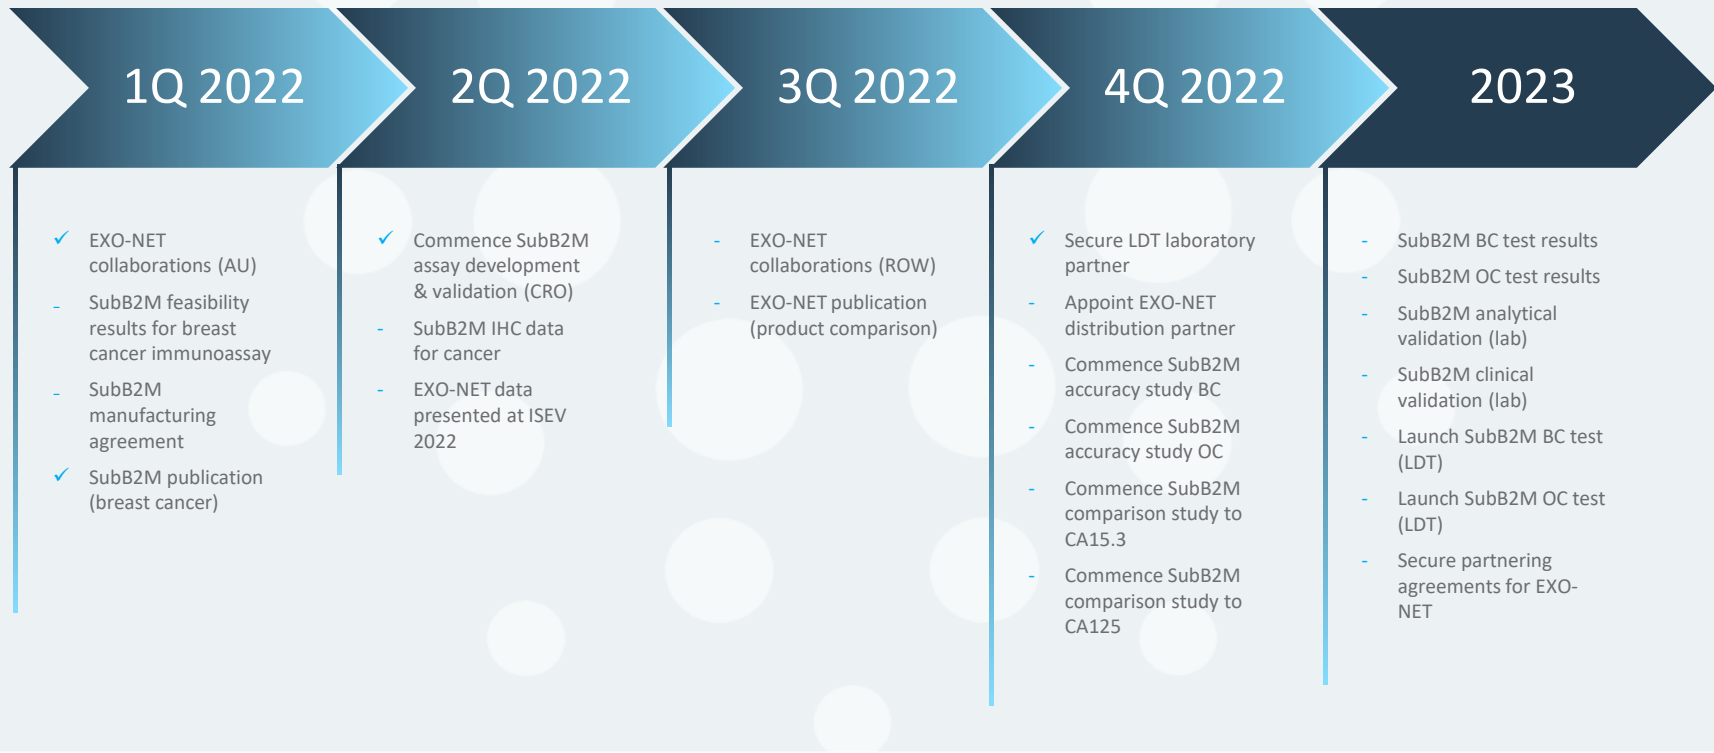 1Q 2022
2Q 2022
3Q 2022
4Q 2022
2023
✓ EXO-NET
collaborations (AU)
- SubB2M feasibility
results for breast
cancer immunoassay
- SubB2M
manufacturing
agreement
✓ SubB2M publication
(breast cancer)
✓ Commence SubB2M
assay development
& validation (CRO)
- SubB2M IHC data
for cancer
- EXO-NET data
presented at ISEV
2022
- EXO-NET
collaborations (ROW)
- EXO-NET publication
(product comparison)
✓ Secure LDT laboratory
partner
- Appoint EXO-NET
distribution partner
- Commence SubB2M
accuracy study BC
- Commence SubB2M
accuracy study OC
- Commence SubB2M
comparison study to
CA15.3
- Commence SubB2M
comparison study to
CA125
- SubB2M BC test results
- SubB2M OC test results
- SubB2M analytical
validation (lab)
- SubB2M clinical
validation (lab)
- Launch SubB2M BC test
(LDT)
- Launch SubB2M OC test
(LDT)
- Secure partnering
agreements for EXO-
NET